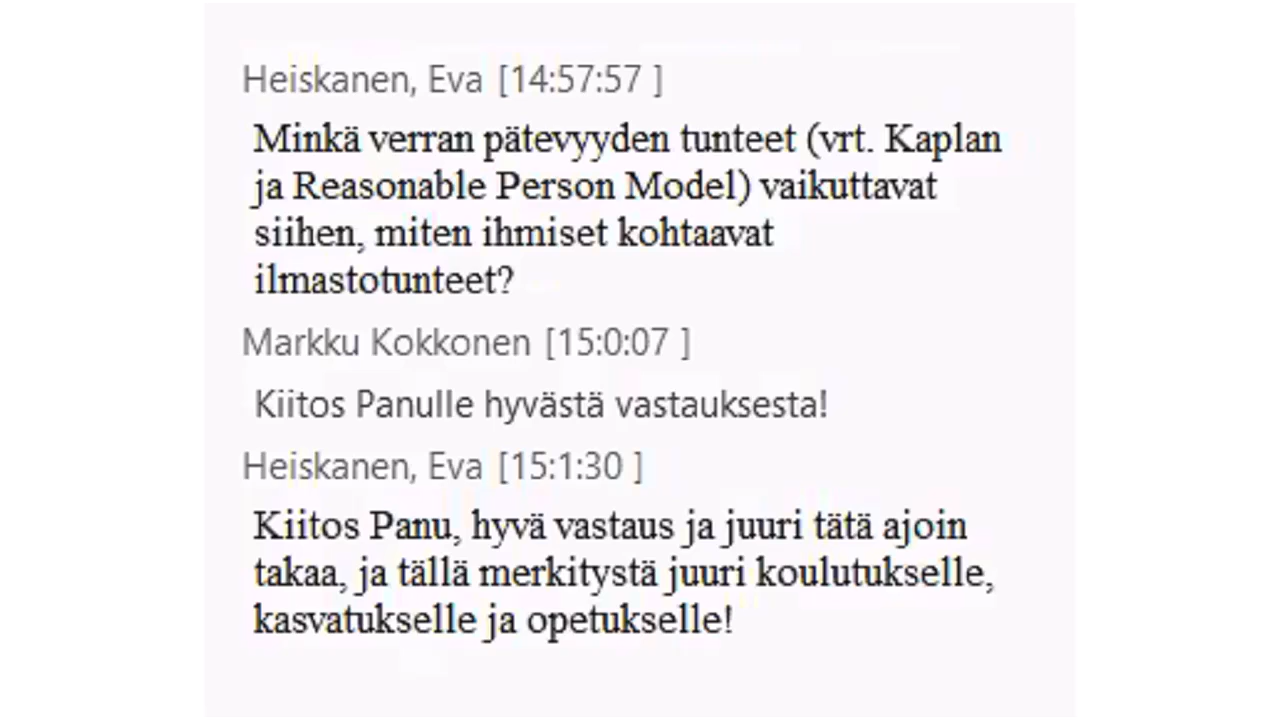 Heiskanen, Eva [14:57:57 ]
Minkä verran pätevyyden tunteet (vrt. Kaplan
ja Reasonable Person Model) vaikuttavat
siihen, miten ihmiset kohtaavat
ilmastotunteet?
Markku Kokkonen [15:0:07 ]
Kiitos Panulle hyvästä vastauksesta!
Heiskanen, Eva [15:1:30 ]
Kiitos Panu, hyvä vastaus ja juuri tätä ajoin
takaa, ja tällä merkitystä juuri koulutukselle,
kasvatukselle ja opetukselle!